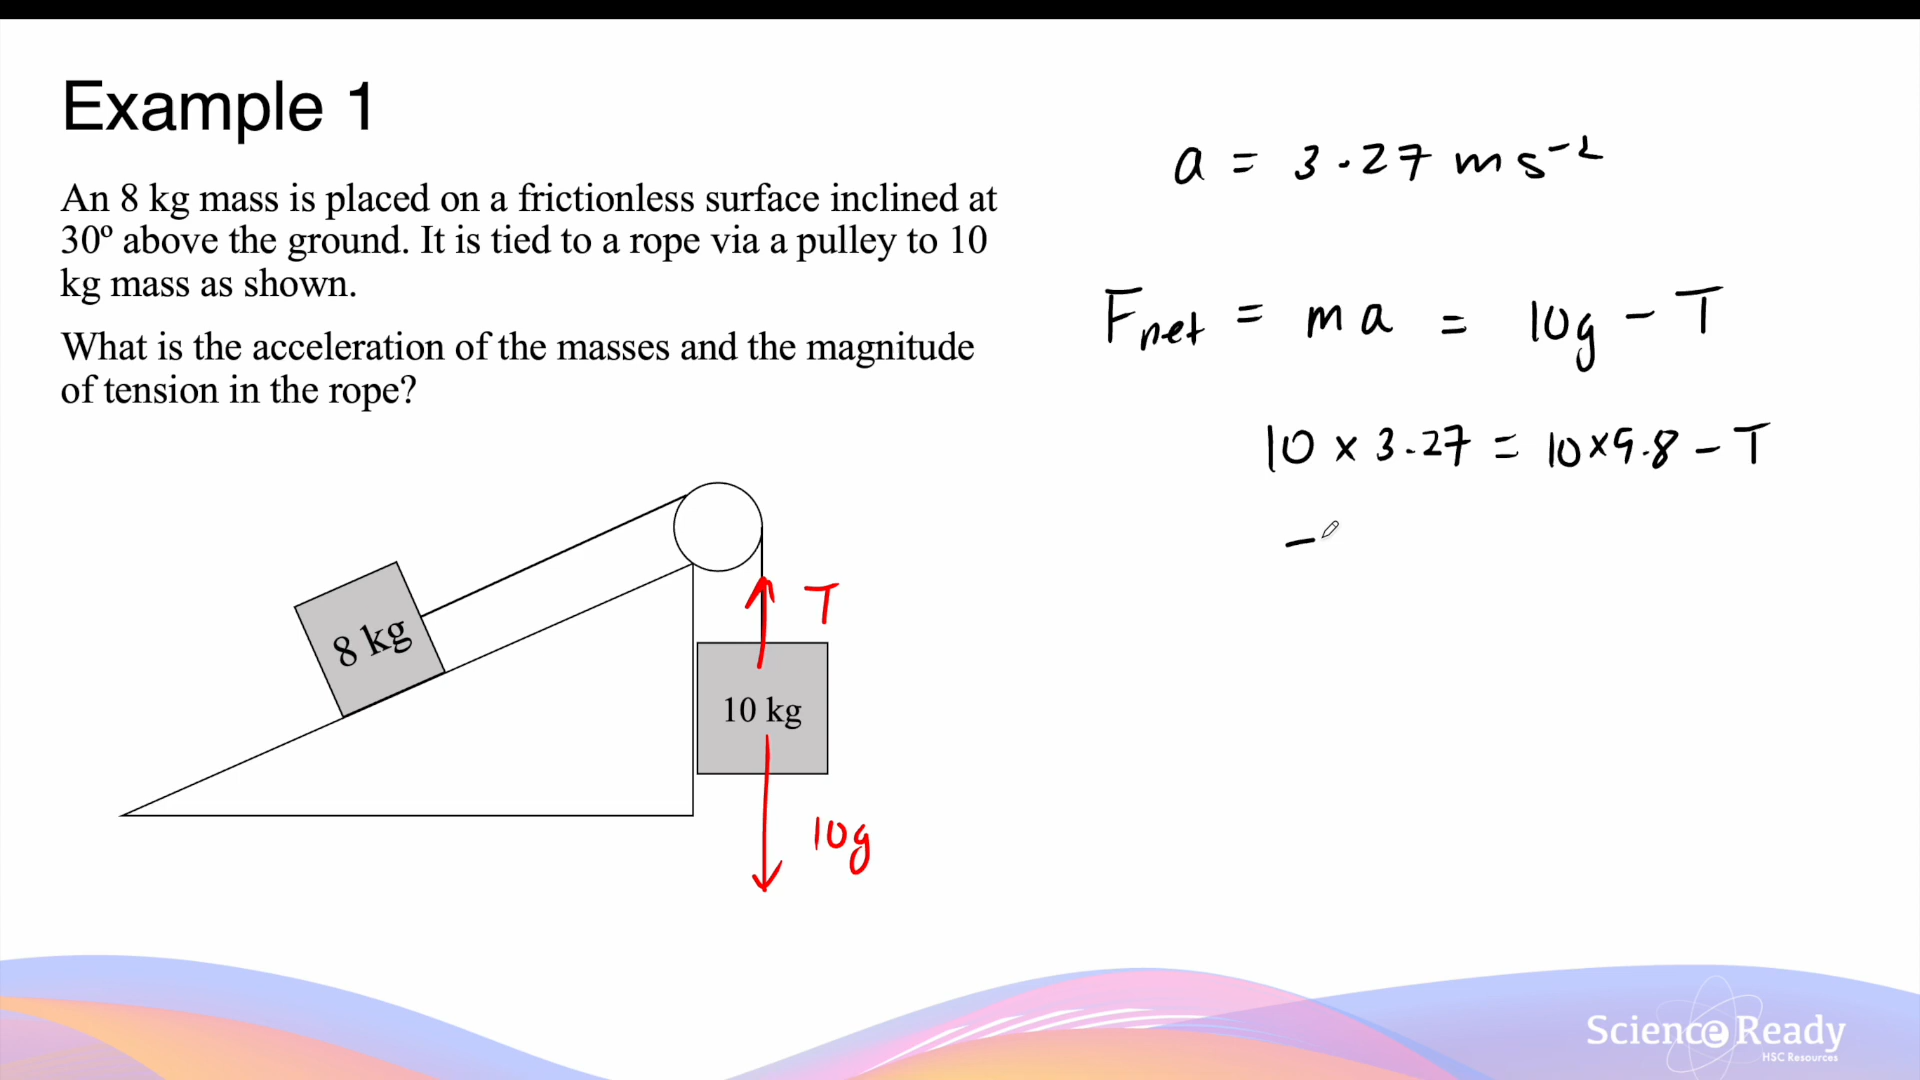 Example 1
An 8 kg mass is placed on a frictionless surface inclined at
30º above the ground. It is tied to a rope via a pulley to 10
kg mass as shown.
What is the acceleration of the masses and the magnitude
of tension in the rope?
8 kg
T
10 kg
10g
a = 3.27 ms⁻²
Fnet = ma = 10g - T
10 × 3.27 = 10×9.8 - T
-
Science Ready
HSC Resources